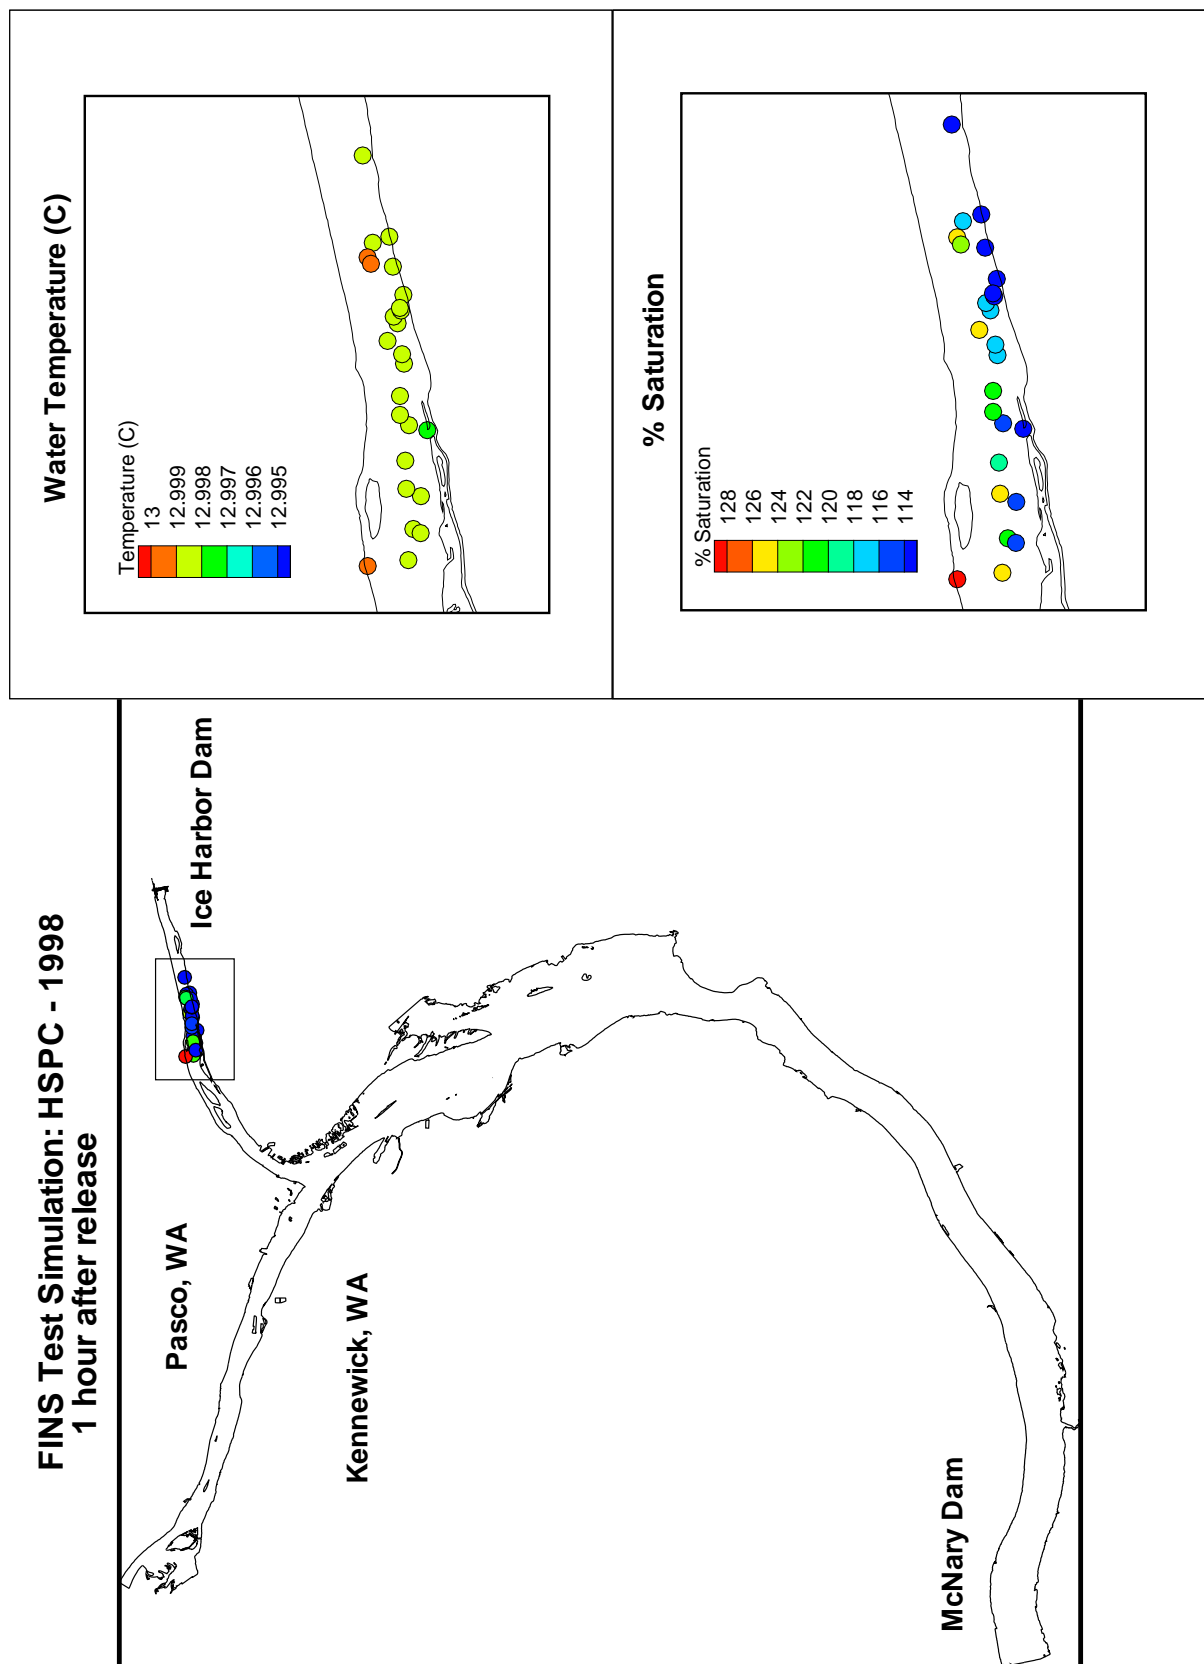 FINS Test Simulation: HSPC - 1998
1 hour after release
Pasco, WA
Kennewick, WA
Ice Harbor Dam
McNary Dam
Water Temperature (C)
Temperature (C)
13
12.999
12.998
12.997
12.996
12.995
% Saturation
% Saturation
128
126
124
122
120
118
116
114